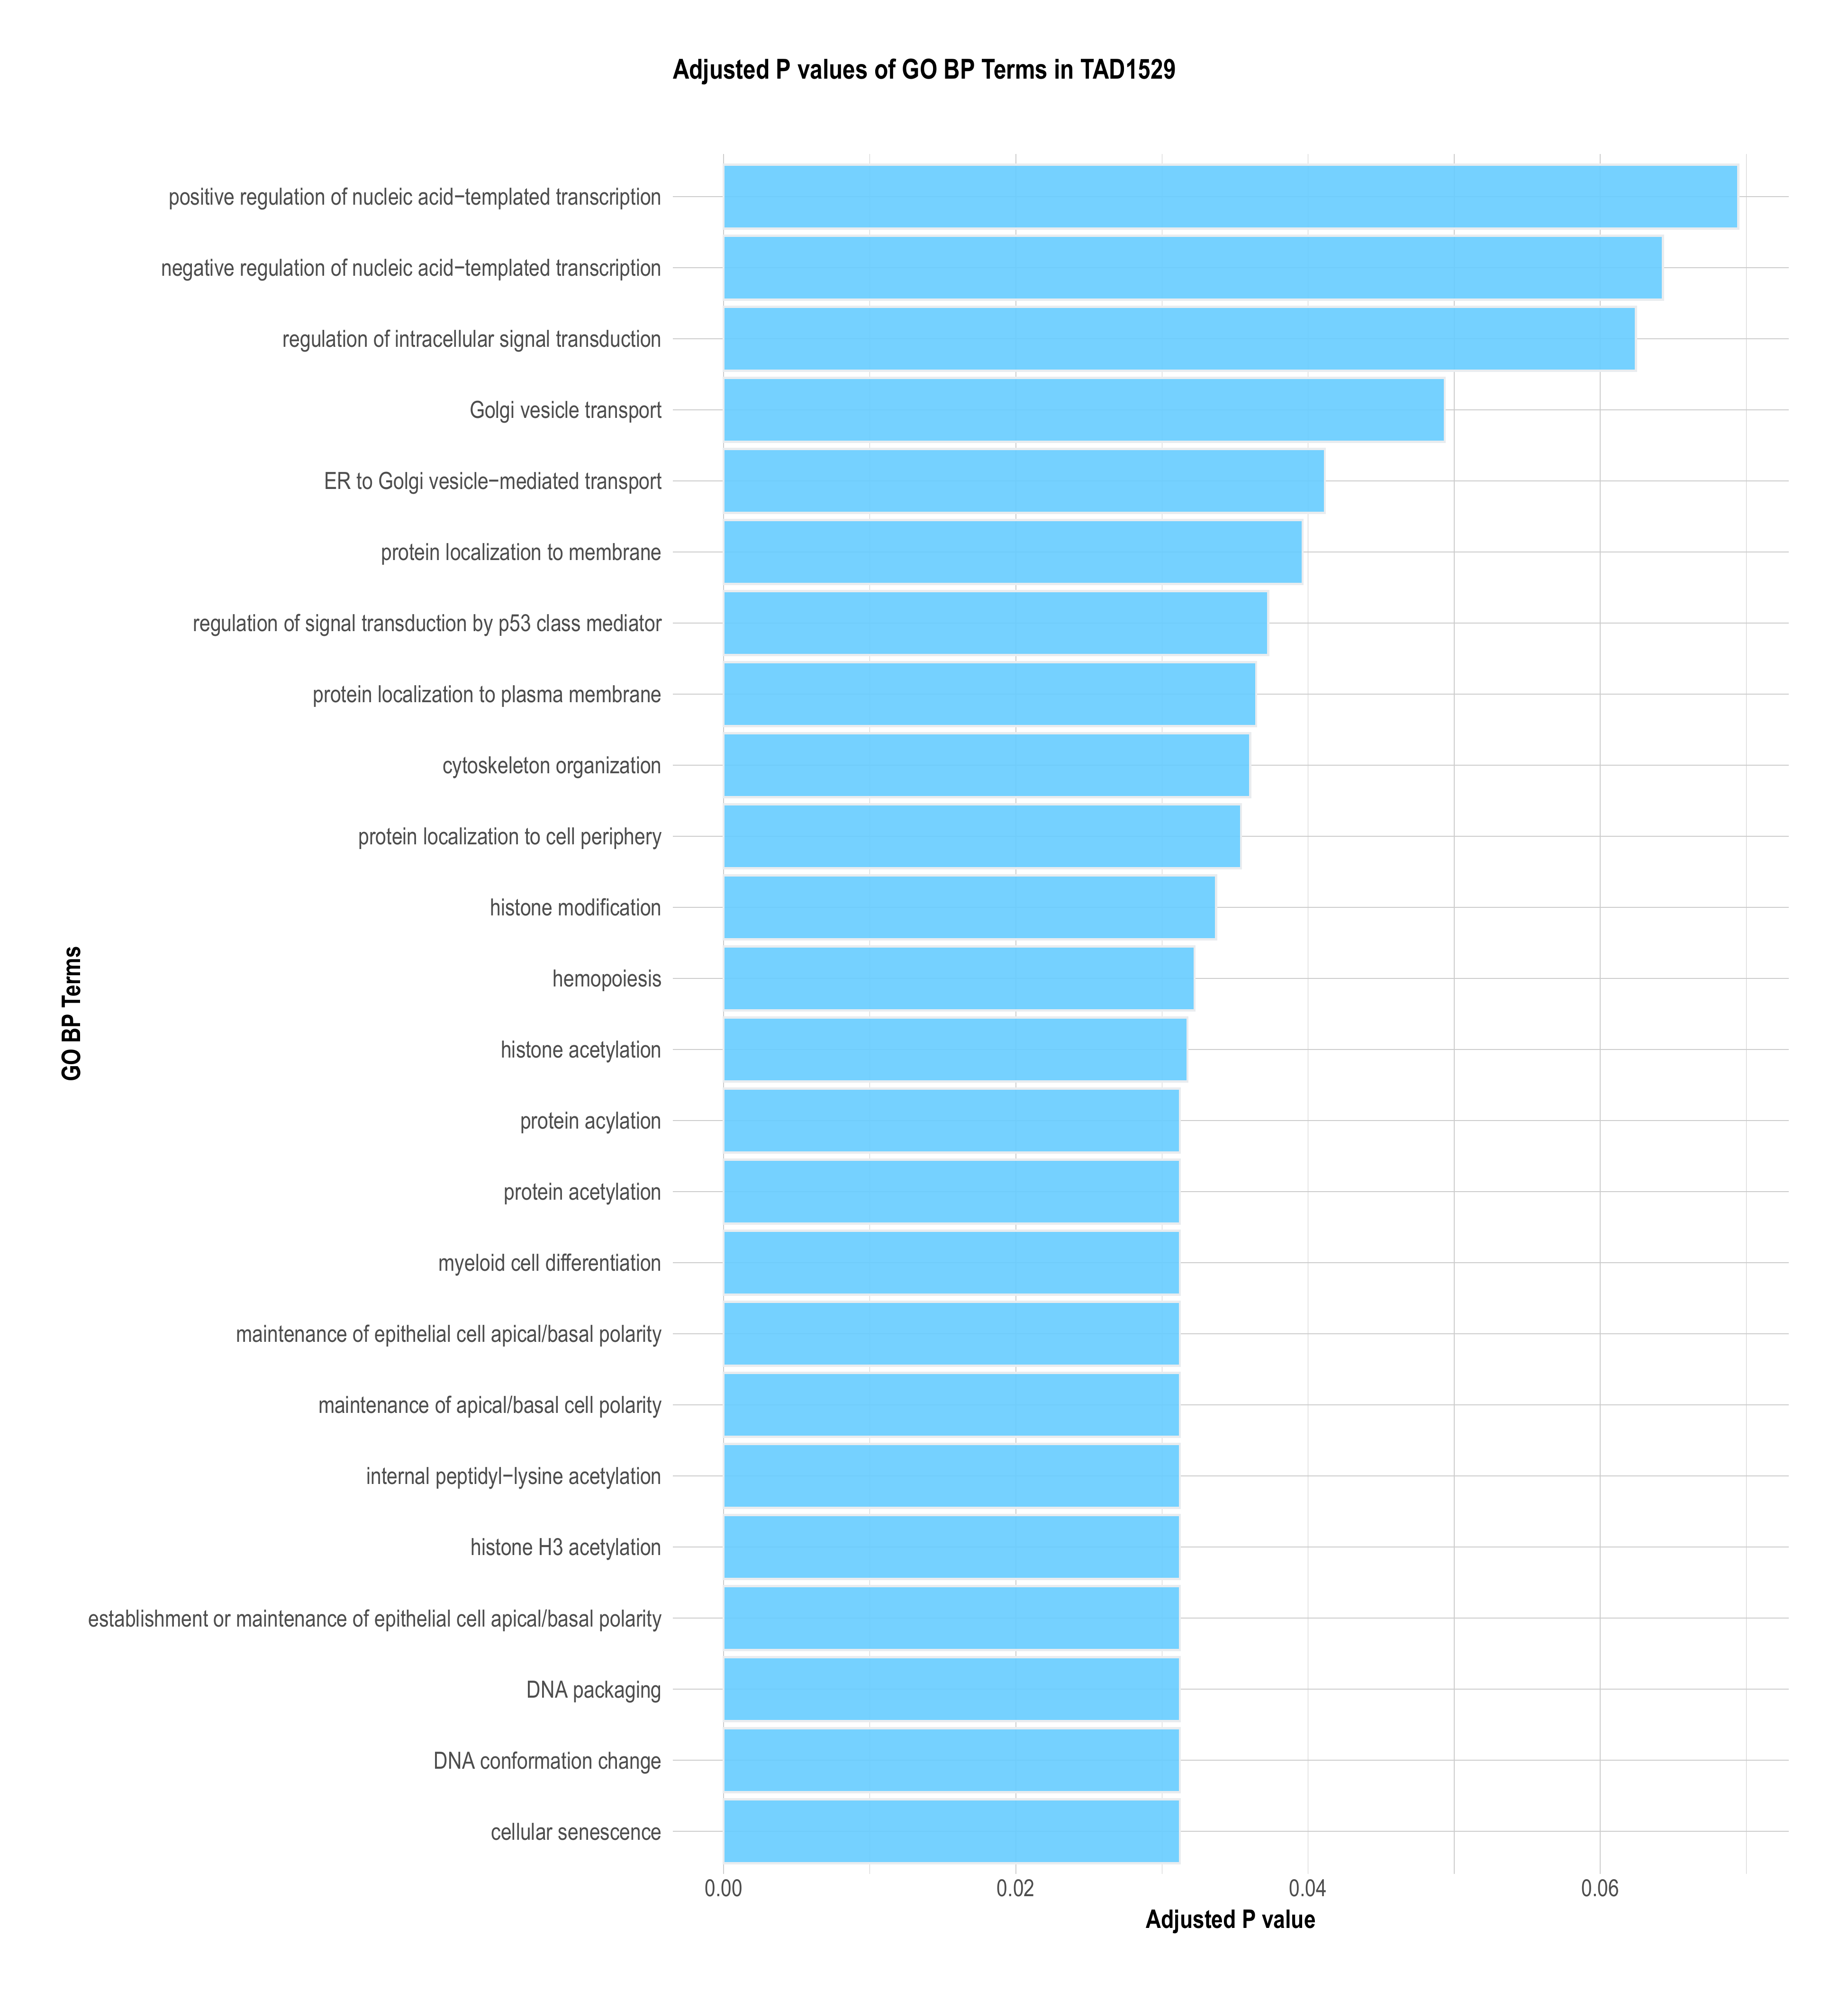 Adjusted P values of GO BP Terms in TAD1529
positive regulation of nucleic acid−templated transcription
negative regulation of nucleic acid−templated transcription
regulation of intracellular signal transduction
Golgi vesicle transport
ER to Golgi vesicle−mediated transport
protein localization to membrane
regulation of signal transduction by p53 class mediator
protein localization to plasma membrane
cytoskeleton organization
protein localization to cell periphery
histone modification
hemopoiesis
histone acetylation
protein acylation
protein acetylation
myeloid cell differentiation
maintenance of epithelial cell apical/basal polarity
maintenance of apical/basal cell polarity
internal peptidyl−lysine acetylation
histone H3 acetylation
establishment or maintenance of epithelial cell apical/basal polarity
DNA packaging
DNA conformation change
cellular senescence
GO BP Terms
0.00 0.02 0.04 0.06
Adjusted P value